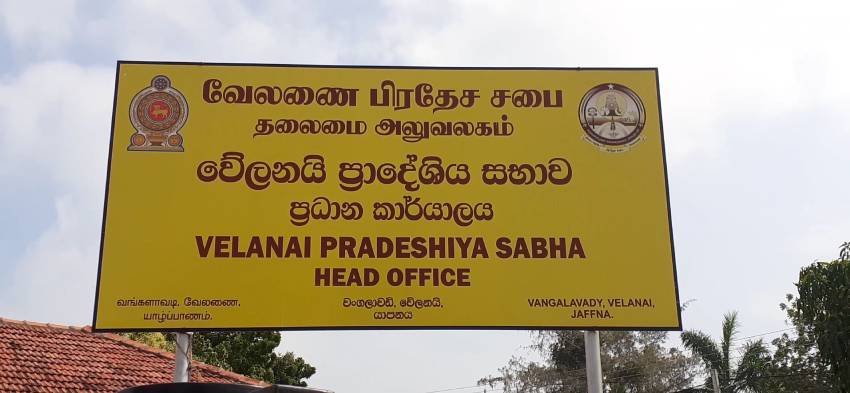 வேலணை பிரதேச சபை
தலைமை அலுவலகம்
වේලනයි ප්‍රාදේශිය සභාව
ප්‍රධාන කාර්යාලය
VELANAI PRADESHIYA SABHA
HEAD OFFICE
வங்களாவடி. வேலணை.
யாழ்ப்பாணம்.
වංගලාවඩි, වේලනයි,
යාපනය
VANGALAVADY, VELANAI,
JAFFNA.